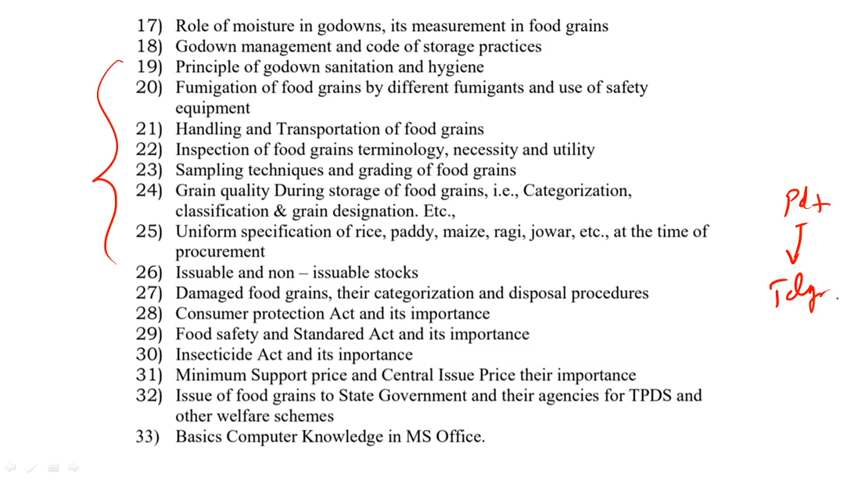 17) Role of moisture in godowns, its measurement in food grains
18) Godown management and code of storage practices
19) Principle of godown sanitation and hygiene
20) Fumigation of food grains by different fumigants and use of safety
equipment
21) Handling and Transportation of food grains
22) Inspection of food grains terminology, necessity and utility
23) Sampling techniques and grading of food grains
24) Grain quality During storage of food grains, i.e., Categorization,
classification & grain designation. Etc.,
25) Uniform specification of rice, paddy, maize, ragi, jowar, etc., at the time of
procurement
26) Issuable and non – issuable stocks
27) Damaged food grains, their categorization and disposal procedures
28) Consumer protection Act and its importance
29) Food safety and Standared Act and its importance
30) Insecticide Act and its inportance
31) Minimum Support price and Central Issue Price their importance
32) Issue of food grains to State Government and their agencies for TPDS and
other welfare schemes
33) Basics Computer Knowledge in MS Office.